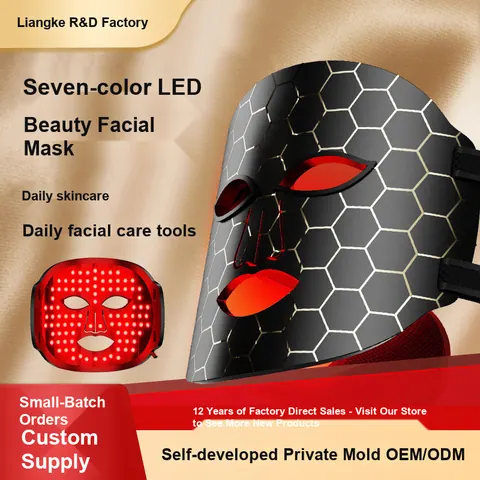 Liangke R&D Factory
Seven-color LED
Beauty Facial
Mask
Daily skincare
Daily facial care tools
Small-Batch
Orders
Custom
Supply
12 Years of Factory Direct Sales - Visit Our Store
to See More New Products
Self-developed Private Mold OEM/ODM